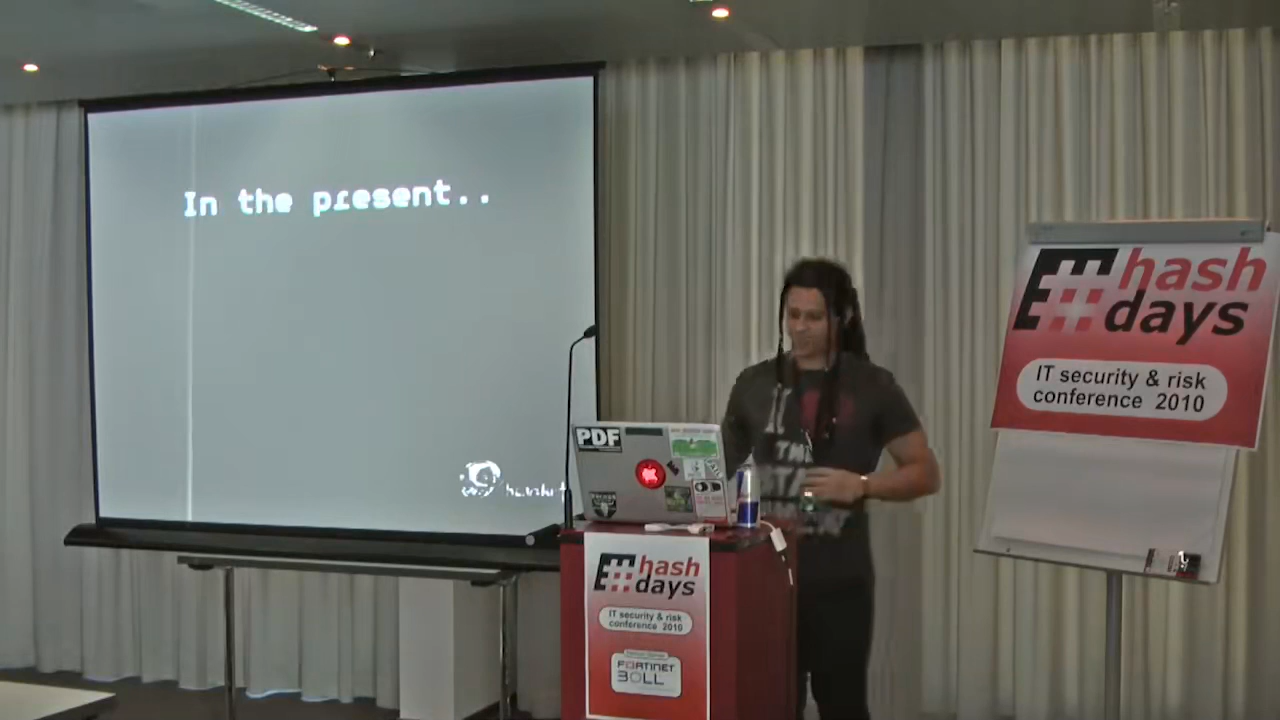 In the present..
hash
days
IT security & risk
conference 2010
PDF
hash
days
IT security & risk
conference 2010
FORTINET
BOLL